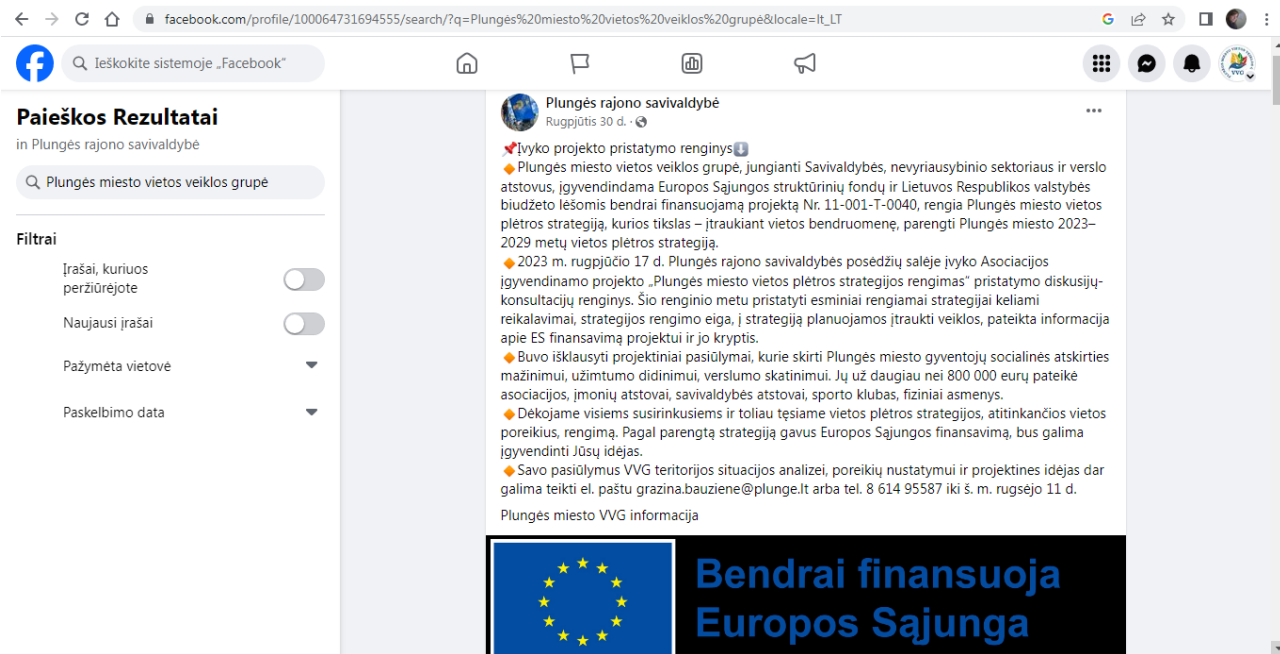 facebook.com/profile/100064731694555/search/?q=Plungės%20miesto%20vietos%20veiklos%20grupė&locale=lt_LT
Ieškokite sistemoje „Facebook“
Paieškos Rezultatai
in Plungės rajono savivaldybė
Plungės miesto vietos veiklos grupė
Filtrai
Įrašai, kuriuos
peržiūrėjote
Naujausi įrašai
Pažymėta vietovė
Paskelbimo data
Plungės rajono savivaldybė
Rugpjūtis 30 d. ·
📌Įvyko projekto pristatymo renginys⬇️
🔸Plungės miesto vietos veiklos grupė, jungianti Savivaldybės, nevyriausybinio sektoriaus ir verslo
atstovus, įgyvendindama Europos Sąjungos struktūrinių fondų ir Lietuvos Respublikos valstybės
biudžeto lėšomis bendrai finansuojamą projektą Nr. 11-001-T-0040, rengia Plungės miesto vietos
plėtros strategiją, kurios tikslas – įtraukiant vietos bendruomenę, parengti Plungės miesto 2023–
2029 metų vietos plėtros strategiją.
🔸2023 m. rugpjūčio 17 d. Plungės rajono savivaldybės posėdžių salėje įvyko Asociacijos
įgyvendinamo projekto „Plungės miesto vietos plėtros strategijos rengimas“ pristatymo diskusijų-
konsultacijų renginys. Šio renginio metu pristatyti esminiai rengiamai strategijai keliami
reikalavimai, strategijos rengimo eiga, į strategiją planuojamos įtraukti veiklos, pateikta informacija
apie ES finansavimą projektui ir jo kryptis.
🔸Buvo išklausyti projektiniai pasiūlymai, kurie skirti Plungės miesto gyventojų socialinės atskirties
mažinimui, užimtumo didinimui, verslumo skatinimui. Jų už daugiau nei 800 000 eurų pateikė
asociacijos, įmonių atstovai, savivaldybės atstovai, sporto klubas, fiziniai asmenys.
🔸Dėkojame visiems susirinkusiems ir toliau tęsiame vietos plėtros strategijos, atitinkančios vietos
poreikius, rengimą. Pagal parengtą strategiją gavus Europos Sąjungos finansavimą, bus galima
įgyvendinti Jūsų idėjas.
🔸Savo pasiūlymus VVG teritorijos situacijos analizei, poreikių nustatymui ir projektines idėjas dar
galima teikti el. paštu grazina.bauziene@plunge.lt arba tel. 8 614 95587 iki š. m. rugsėjo 11 d.
Plungės miesto VVG informacija
Bendrai finansuoja
Europos Sąjunga